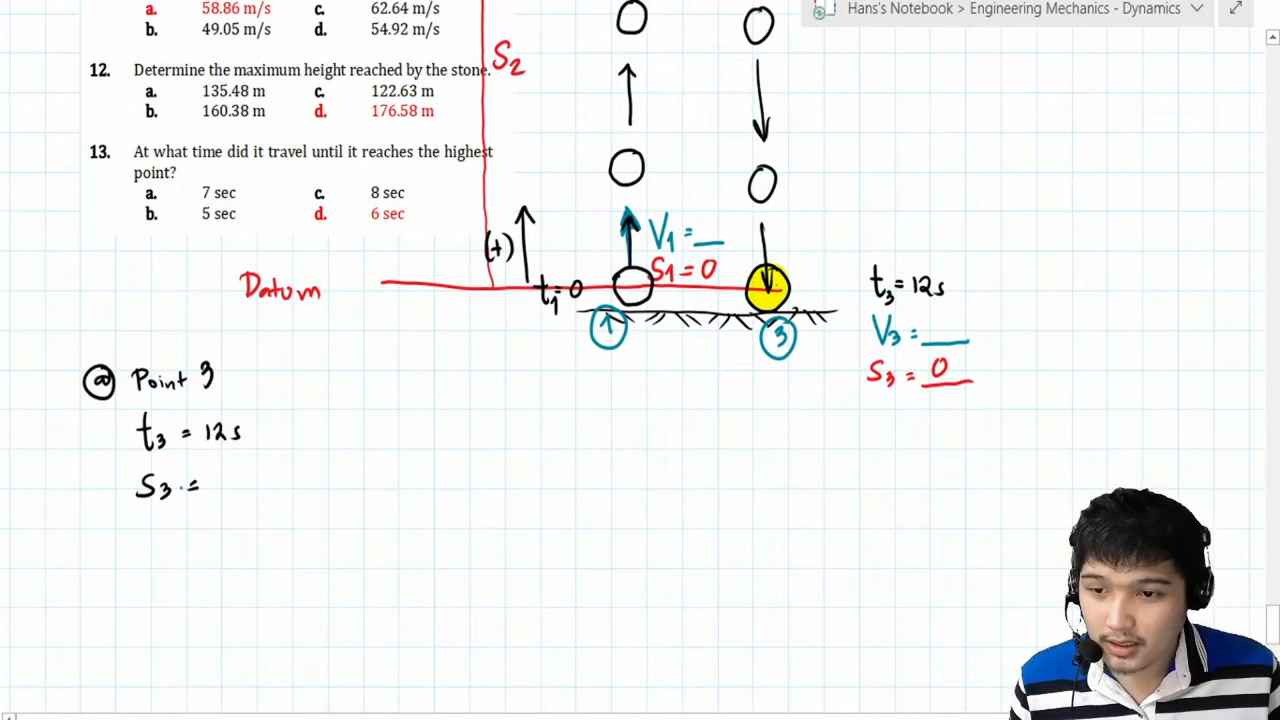 Hans's Notebook > Engineering Mechanics - Dynamics
a. 58.86 m/s c. 62.64 m/s
b. 49.05 m/s d. 54.92 m/s
12. Determine the maximum height reached by the stone.
a. 135.48 m c. 122.63 m
b. 160.38 m d. 176.58 m
13. At what time did it travel until it reaches the highest
point?
a. 7 sec c. 8 sec
b. 5 sec d. 6 sec
S2
(+)
V1 = __
S1 = 0
Datum
t1 = 0
1
3
t3 = 12s
V3 = __
S3 = 0
@ Point 3
t3 = 12s
S3 =